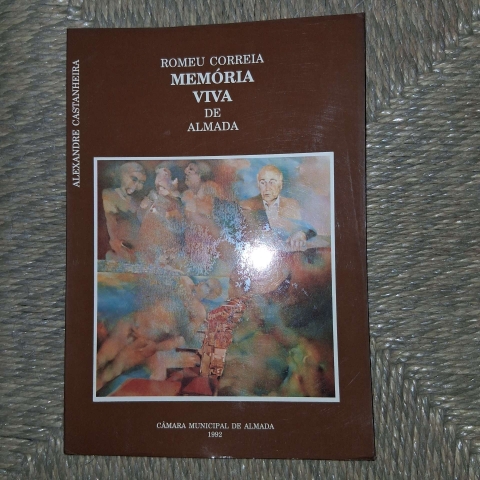 ALEXANDRE CASTANHEIRA
ROMEU CORREIA
MEMÓRIA
VIVA
DE
ALMADA
CÂMARA MUNICIPAL DE ALMADA
1992